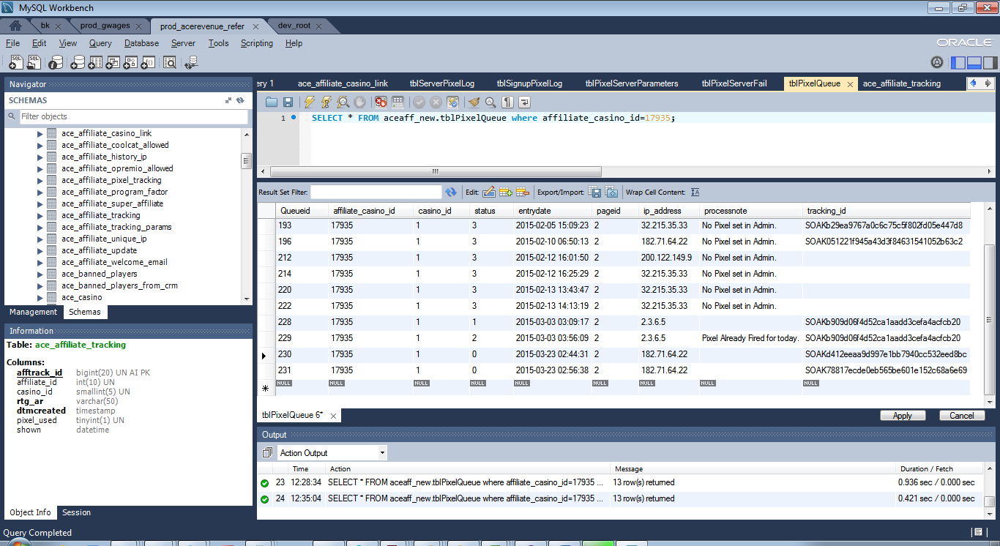 MySQL Workbench
bk prod_gwages prod_acerevenue_refer dev_root
File Edit View Query Database Server Tools Scripting Help
ORACLE
Navigator
SCHEMAS
Filter objects
ace_affiliate_casino_link
ace_affiliate_coolcat_allowed
ace_affiliate_history_ip
ace_affiliate_opremio_allowed
ace_affiliate_pixel_tracking
ace_affiliate_program_factor
ace_affiliate_super_affiliate
ace_affiliate_tracking
ace_affiliate_tracking_params
ace_affiliate_unique_ip
ace_affiliate_update
ace_affiliate_welcome_email
ace_banned_players
ace_banned_players_from_crm
ace_casino
Management Schemas
Information
Table: ace_affiliate_tracking
Columns:
afftrack_id bigint(20) UN AI PK
affiliate_id int(10) UN
casino_id smallint(5) UN
rtg_ar varchar(50)
dtmcreated timestamp
pixel_used tinyint(1) UN
shown datetime
Object Info Session
ery 1 ace_affiliate_casino_link tblServerPixelLog tblSignupPixelLog tblPixelServerParameters tblPixelServerFail tblPixelQueue ace_affiliate_tracking
1 SELECT * FROM aceaff_new.tblPixelQueue where affiliate_casino_id=17935;
Result Set Filter: Edit: Export/Import: Wrap Cell Content:
Queueid affiliate_casino_id casino_id status entrydate pageid ip_address processnote tracking_id
193 17935 1 3 2015-02-05 15:09:23 2 32.215.35.33 No Pixel set in Admin. SOAKb29ea9767a0c6c75c5f802fd05e447d8
196 17935 1 3 2015-02-10 06:50:13 2 182.71.64.22 No Pixel set in Admin. SOAK051221f945a43d3f84631541052b63c2
212 17935 1 3 2015-02-12 16:01:50 2 200.122.149.9 No Pixel set in Admin.
214 17935 1 3 2015-02-12 16:25:29 2 32.215.35.33 No Pixel set in Admin.
220 17935 1 3 2015-02-13 13:43:47 2 32.215.35.33 No Pixel set in Admin.
222 17935 1 3 2015-02-13 14:13:19 2 32.215.35.33 No Pixel set in Admin.
228 17935 1 1 2015-03-03 03:09:17 2 2.3.6.5 SOAKb909d06f4d52ca1aadd3cefa4acfcb20
229 17935 1 2 2015-03-03 03:56:09 2 2.3.6.5 Pixel Already Fired for today. SOAKb909d06f4d52ca1aadd3cefa4acfcb20
230 17935 1 0 2015-03-23 02:44:31 2 182.71.64.22 SOAKd412eeaa9d997e1bb7940cc532eed8bc
231 17935 1 0 2015-03-23 02:56:38 2 182.71.64.22 SOAK78817ecde0eb565be601e152c68a6e69
NULL NULL NULL NULL NULL NULL NULL NULL NULL
tblPixelQueue 6* Apply Cancel
Output
Action Output
Time Action Message Duration / Fetch
23 12:28:34 SELECT * FROM aceaff_new.tblPixelQueue where affiliate_casino_id=17935 ... 13 row(s) returned 0.936 sec / 0.000 sec
24 12:35:04 SELECT * FROM aceaff_new.tblPixelQueue where affiliate_casino_id=17935 ... 13 row(s) returned 0.421 sec / 0.000 sec
Query Completed